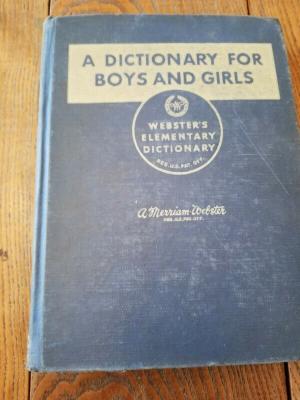 A DICTIONARY FOR
BOYS AND GIRLS
WEBSTER'S
ELEMENTARY
DICTIONARY
REG. U.S. PAT. OFF.
A Merriam-Webster
REG. U.S. PAT. OFF.